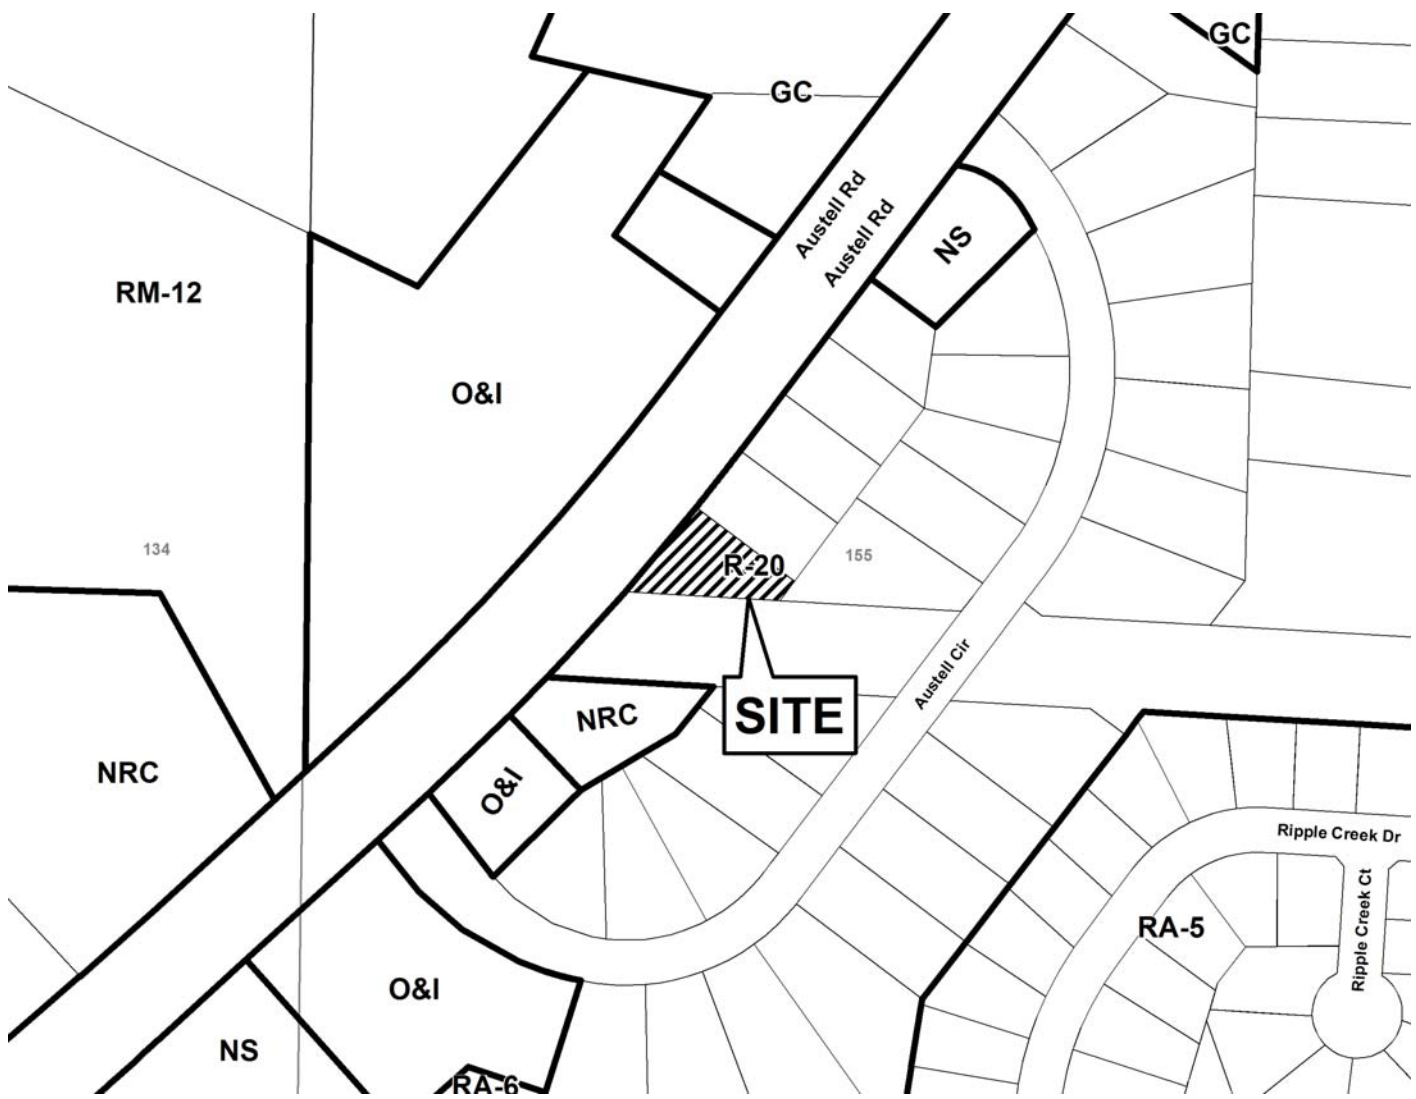 GC
GC
Austell Rd
Austell Rd
NS
RM-12
O&I
134
R-20
155
Austell Cir
SITE
NRC
NRC
O&I
Ripple Creek Dr
Ripple Creek Ct
RA-5
O&I
NS
RA-6